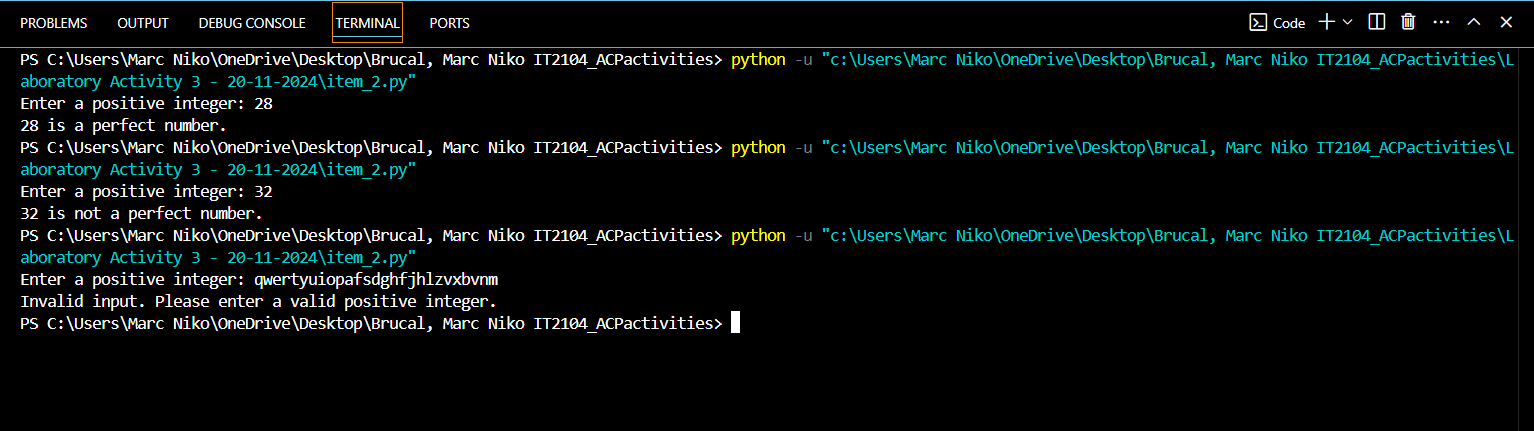 PROBLEMS OUTPUT DEBUG CONSOLE TERMINAL PORTS Code
PS C:\Users\Marc Niko\OneDrive\Desktop\Brucal, Marc Niko IT2104_ACPactivities> python -u "c:\Users\Marc Niko\OneDrive\Desktop\Brucal, Marc Niko IT2104_ACPactivities\L
aboratory Activity 3 - 20-11-2024\item_2.py"
Enter a positive integer: 28
28 is a perfect number.
PS C:\Users\Marc Niko\OneDrive\Desktop\Brucal, Marc Niko IT2104_ACPactivities> python -u "c:\Users\Marc Niko\OneDrive\Desktop\Brucal, Marc Niko IT2104_ACPactivities\L
aboratory Activity 3 - 20-11-2024\item_2.py"
Enter a positive integer: 32
32 is not a perfect number.
PS C:\Users\Marc Niko\OneDrive\Desktop\Brucal, Marc Niko IT2104_ACPactivities> python -u "c:\Users\Marc Niko\OneDrive\Desktop\Brucal, Marc Niko IT2104_ACPactivities\L
aboratory Activity 3 - 20-11-2024\item_2.py"
Enter a positive integer: qwertyuiopafsdghfjhlzvxbvnm
Invalid input. Please enter a valid positive integer.
PS C:\Users\Marc Niko\OneDrive\Desktop\Brucal, Marc Niko IT2104_ACPactivities>